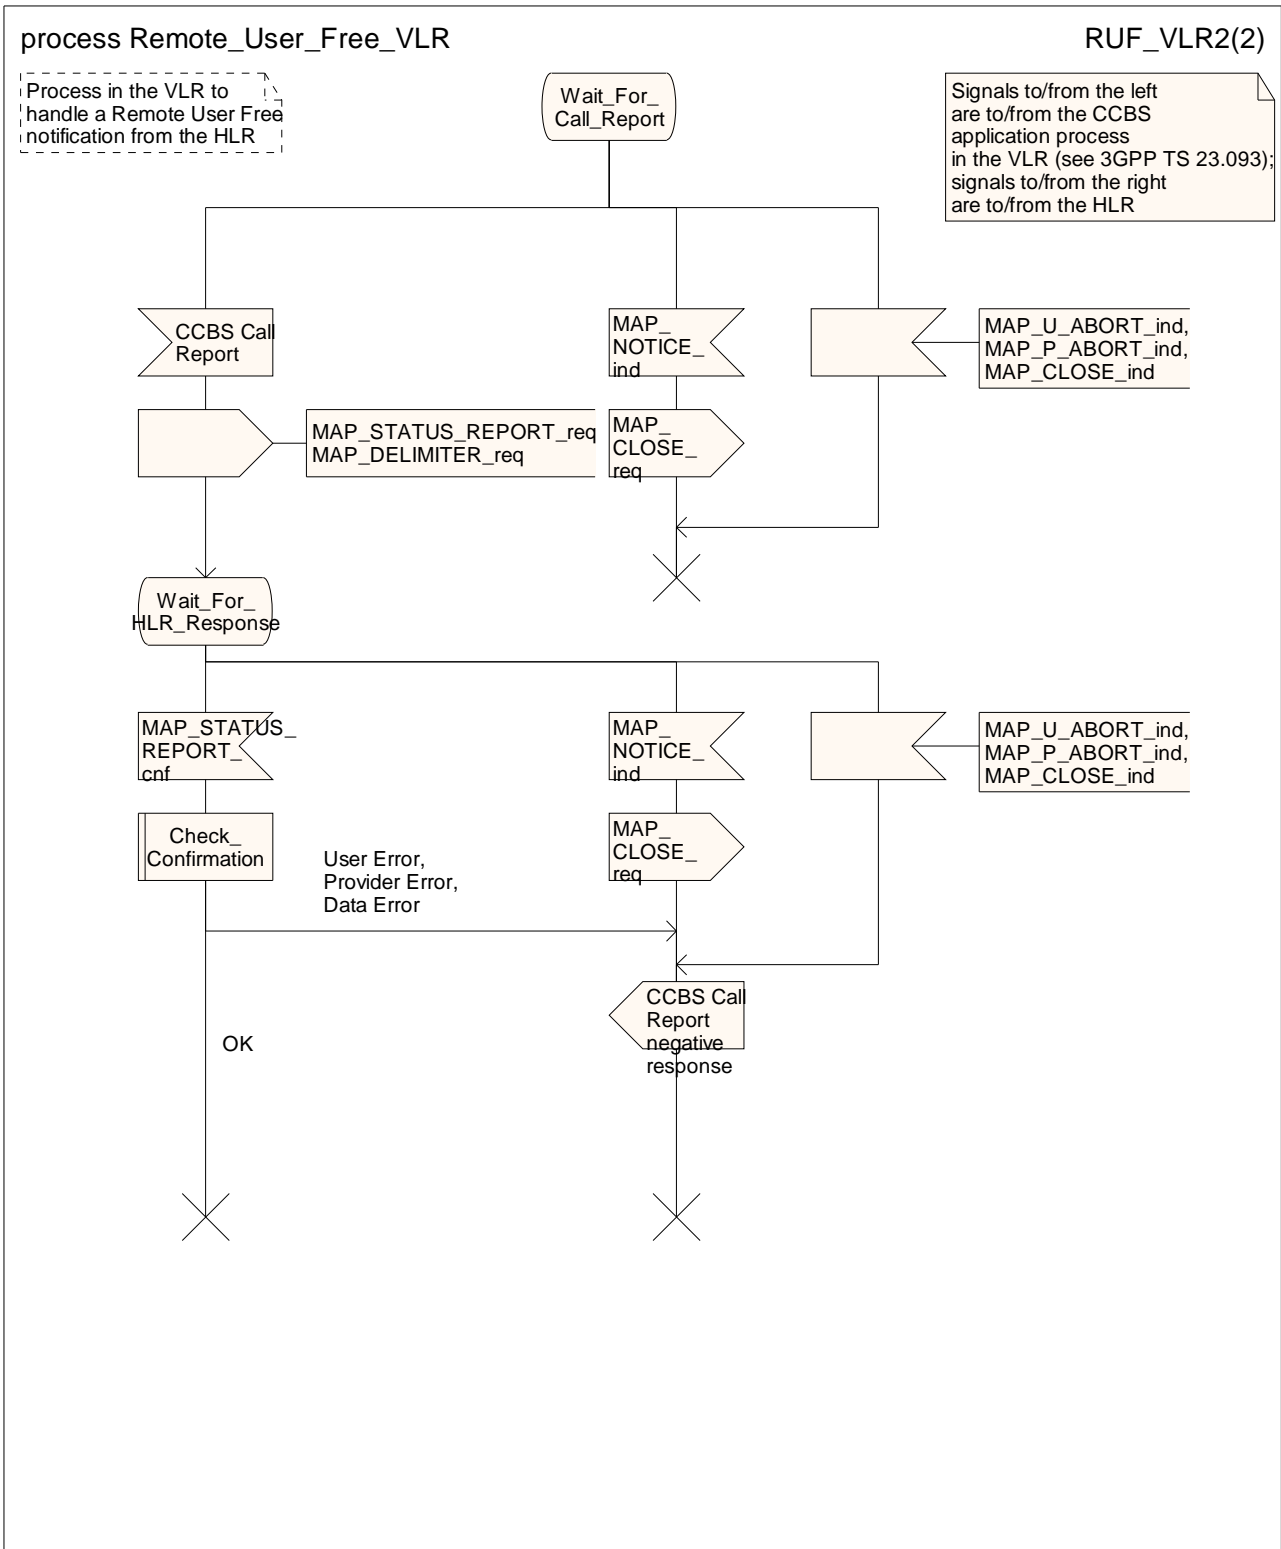 process Remote_User_Free_VLR
RUF_VLR2(2)
Process in the VLR to
handle a Remote User Free
notification from the HLR
Wait_For_
Call_Report
Signals to/from the left
are to/from the CCBS
application process
in the VLR (see 3GPP TS 23.093);
signals to/from the right
are to/from the HLR
CCBS Call
Report
MAP_
NOTICE_
ind
MAP_U_ABORT_ind,
MAP_P_ABORT_ind,
MAP_CLOSE_ind
MAP_STATUS_REPORT_req
MAP_DELIMITER_req
MAP_
CLOSE_
req
Wait_For_
HLR_Response
MAP_STATUS_
REPORT_
cnf
MAP_
NOTICE_
ind
MAP_U_ABORT_ind,
MAP_P_ABORT_ind,
MAP_CLOSE_ind
Check_
Confirmation
User Error,
Provider Error,
Data Error
MAP_
CLOSE_
req
CCBS Call
Report
negative
response
OK